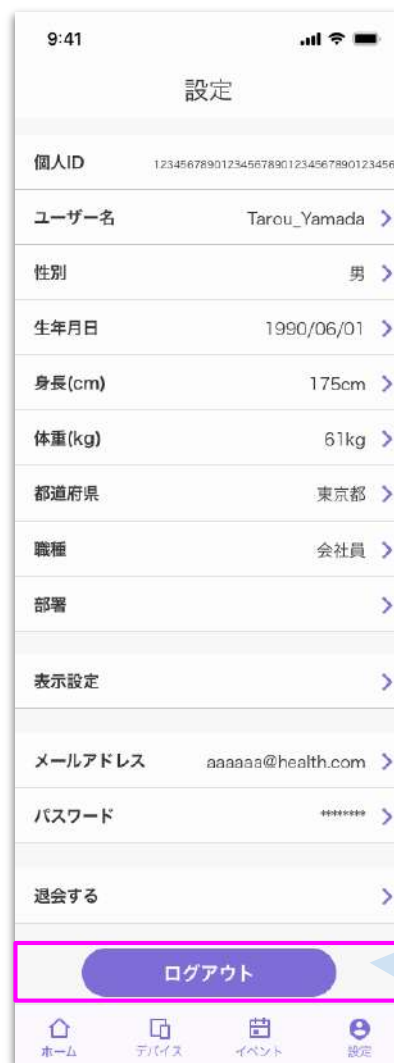 9:41
設定
個人ID 123456789012345678901234567890123456
ユーザー名 Tarou_Yamada
性別 男
生年月日 1990/06/01
身長(cm) 175cm
体重(kg) 61kg
都道府県 東京都
職種 会社員
部署
表示設定
メールアドレス aaaaaa@health.com
パスワード ********
退会する
ログアウト
ホーム デバイス イベント 設定